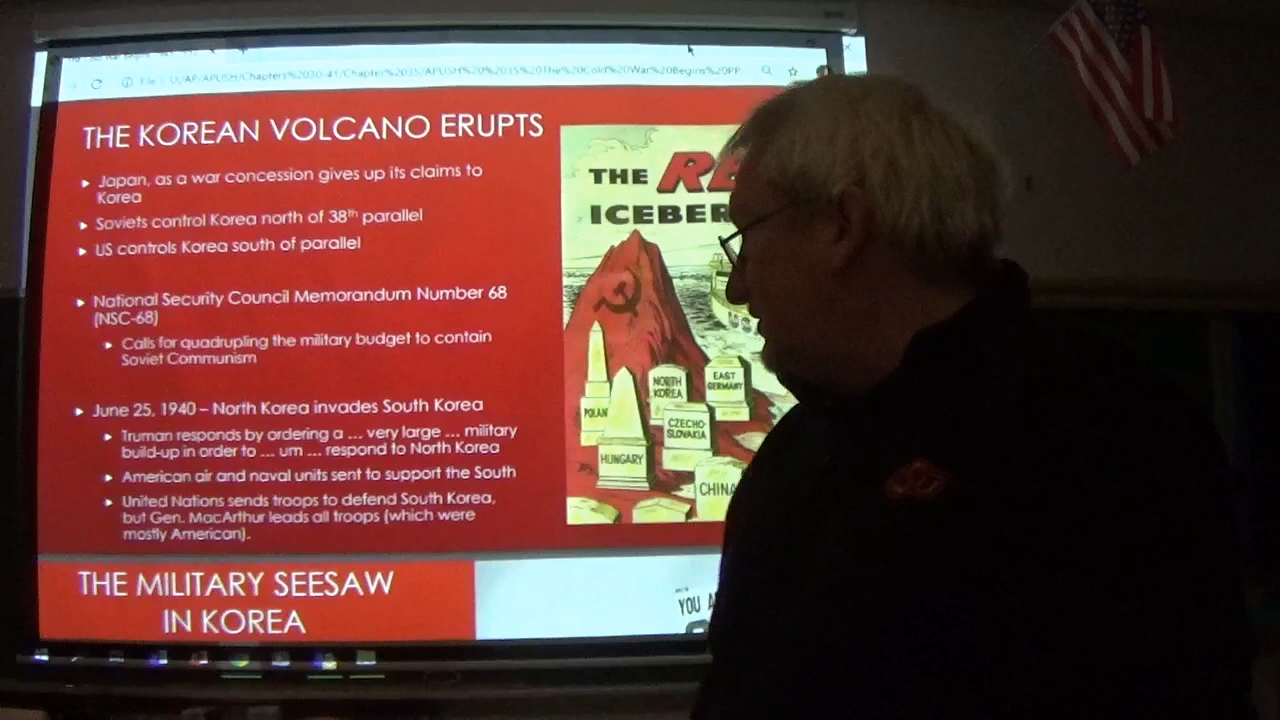 File
D:/AP/APUSH/Chapters%2030-41/Chapter%2035/APUSH%20%2035%20The%20Cold%20War%20Begins%20PP
THE KOREAN VOLCANO ERUPTS
Japan, as a war concession gives up its claims to
Korea
Soviets control Korea north of 38th parallel
US controls Korea south of parallel
National Security Council Memorandum Number 68
(NSC-68)
Calls for quadrupling the military budget to contain
Soviet Communism
June 25, 1940 – North Korea invades South Korea
Truman responds by ordering a ... very large ... military
build-up in order to ... um ... respond to North Korea
American air and naval units sent to support the South
United Nations sends troops to defend South Korea,
but Gen. MacArthur leads all troops (which were
mostly American).
THE RE
ICEBER
NORTH
KOREA
EAST
GERMANY
POLAN
CZECHO-
SLOVAKIA
HUNGARY
CHINA
THE MILITARY SEESAW
IN KOREA
YOU A